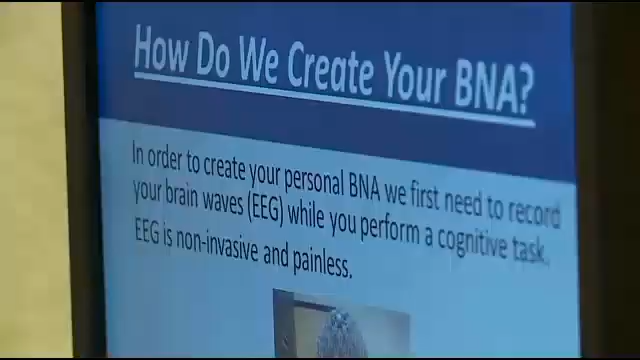 How Do We Create Your BNA?
In order to create your personal BNA we first need to record
your brain waves (EEG) while you perform a cognitive task.
EEG is non-invasive and painless.